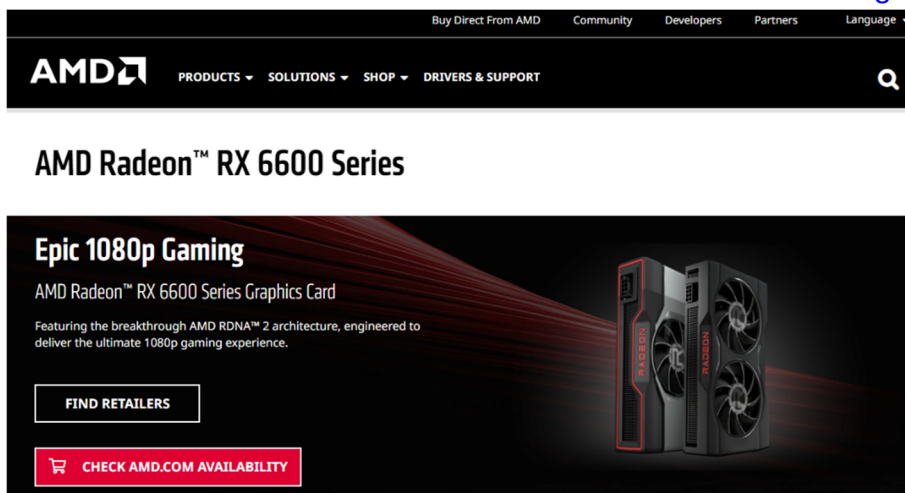 Buy Direct From AMD Community Developers Partners Language
AMD PRODUCTS SOLUTIONS SHOP DRIVERS & SUPPORT
AMD Radeon™ RX 6600 Series
Epic 1080p Gaming
AMD Radeon™ RX 6600 Series Graphics Card
Featuring the breakthrough AMD RDNA™ 2 architecture, engineered to
deliver the ultimate 1080p gaming experience.
RADEON
RADEON
FIND RETAILERS
CHECK AMD.COM AVAILABILITY